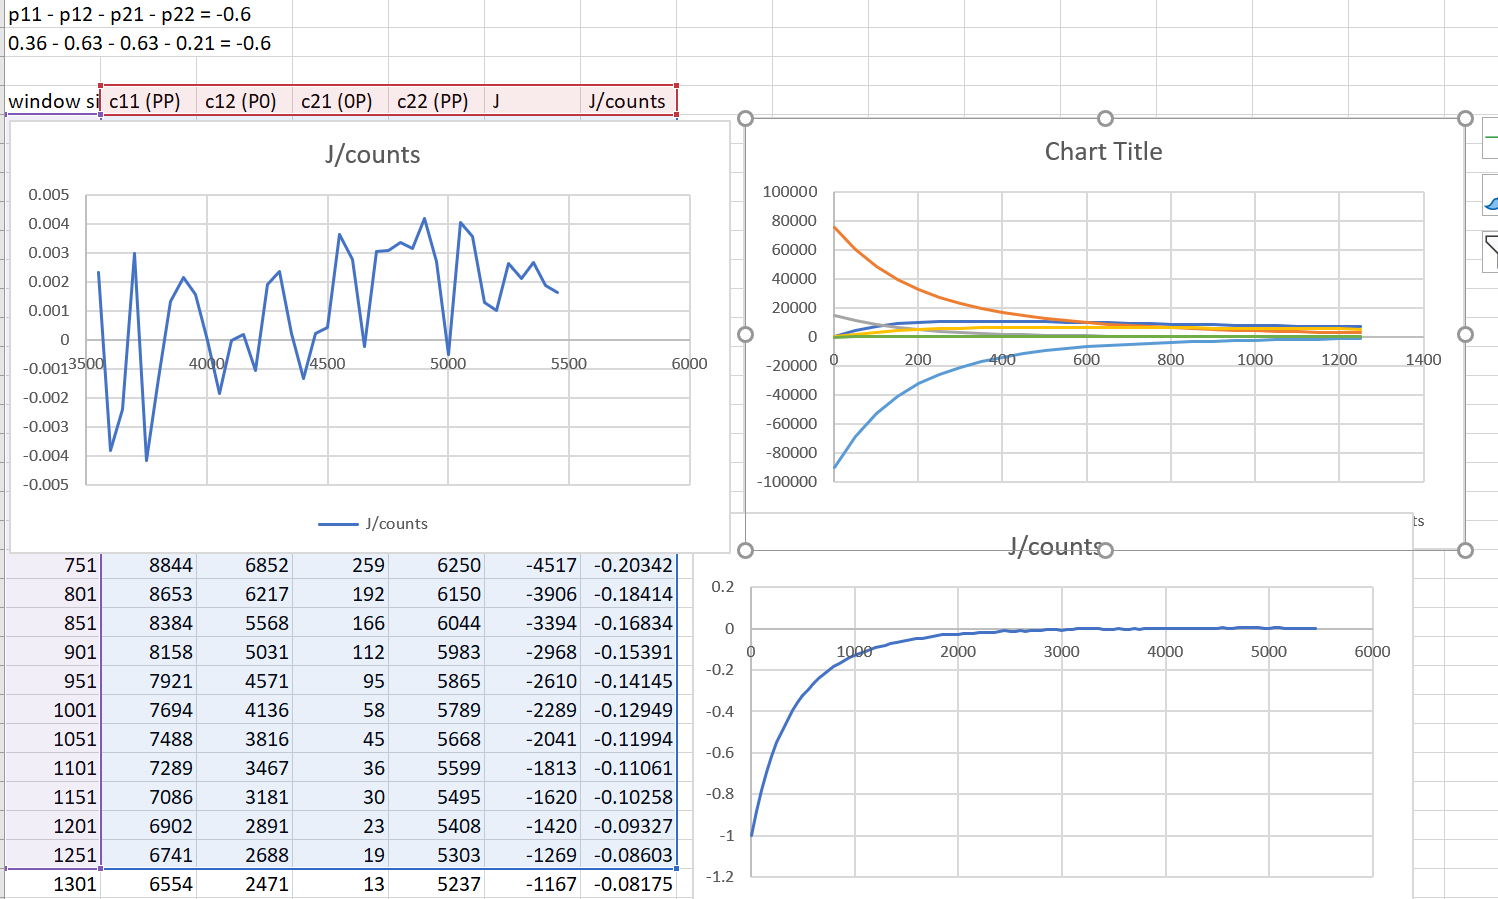 p11 - p12 - p21 - p22 = -0.6
0.36 - 0.63 - 0.63 - 0.21 = -0.6
window si c11 (PP) c12 (P0) c21 (0P) c22 (PP) J J/counts
J/counts
0.005
0.004
0.003
0.002
0.001
0
-0.001
-0.002
-0.003
-0.004
-0.005
3500 4000 4500 5000 5500 6000
J/counts
Chart Title
100000
80000
60000
40000
20000
0
-20000
-40000
-60000
-80000
-100000
0 200 400 600 800 1000 1200 1400
ts
751 8844 6852 259 6250 -4517 -0.20342
801 8653 6217 192 6150 -3906 -0.18414
851 8384 5568 166 6044 -3394 -0.16834
901 8158 5031 112 5983 -2968 -0.15391
951 7921 4571 95 5865 -2610 -0.14145
1001 7694 4136 58 5789 -2289 -0.12949
1051 7488 3816 45 5668 -2041 -0.11994
1101 7289 3467 36 5599 -1813 -0.11061
1151 7086 3181 30 5495 -1620 -0.10258
1201 6902 2891 23 5408 -1420 -0.09327
1251 6741 2688 19 5303 -1269 -0.08603
1301 6554 2471 13 5237 -1167 -0.08175
J/counts
0.2
0
-0.2
-0.4
-0.6
-0.8
-1
-1.2
0 1000 2000 3000 4000 5000 6000